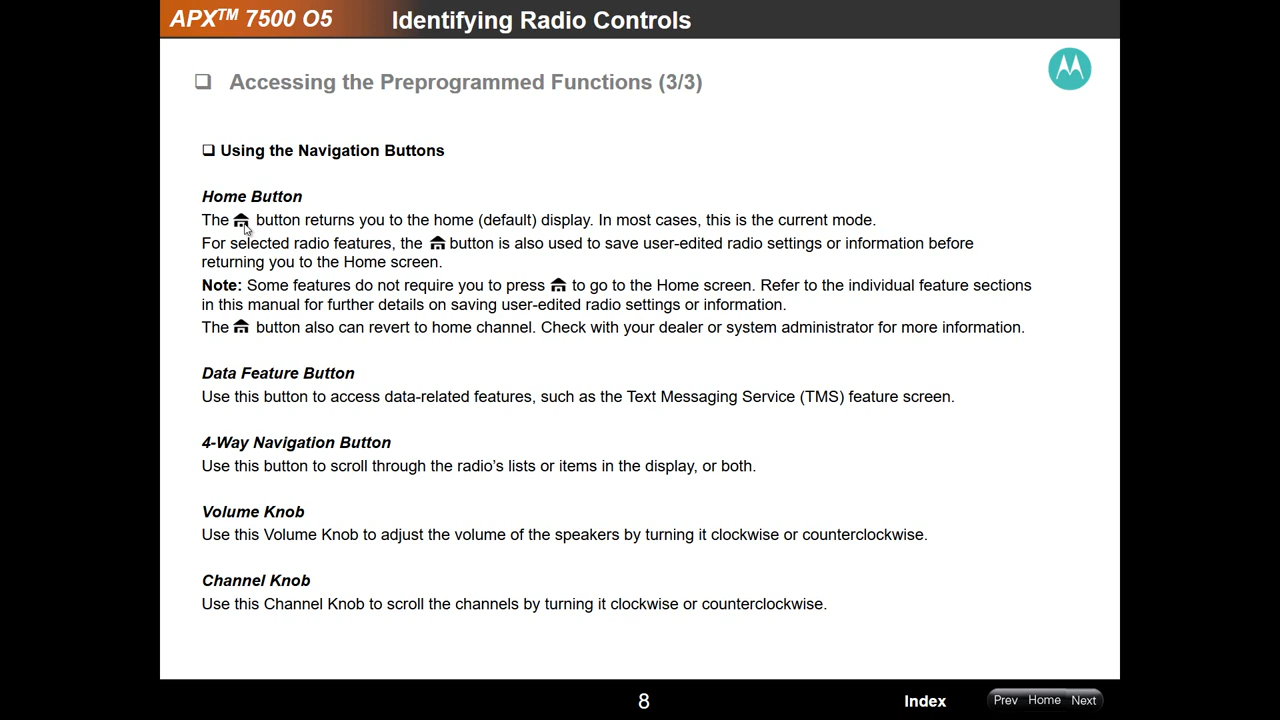 APX™ 7500 O5
Identifying Radio Controls
Accessing the Preprogrammed Functions (3/3)
Using the Navigation Buttons
Home Button
The button returns you to the home (default) display. In most cases, this is the current mode.
For selected radio features, the button is also used to save user-edited radio settings or information before
returning you to the Home screen.
Note: Some features do not require you to press to go to the Home screen. Refer to the individual feature sections
in this manual for further details on saving user-edited radio settings or information.
The button also can revert to home channel. Check with your dealer or system administrator for more information.
Data Feature Button
Use this button to access data-related features, such as the Text Messaging Service (TMS) feature screen.
4-Way Navigation Button
Use this button to scroll through the radio’s lists or items in the display, or both.
Volume Knob
Use this Volume Knob to adjust the volume of the speakers by turning it clockwise or counterclockwise.
Channel Knob
Use this Channel Knob to scroll the channels by turning it clockwise or counterclockwise.
8
Index
Prev Home Next